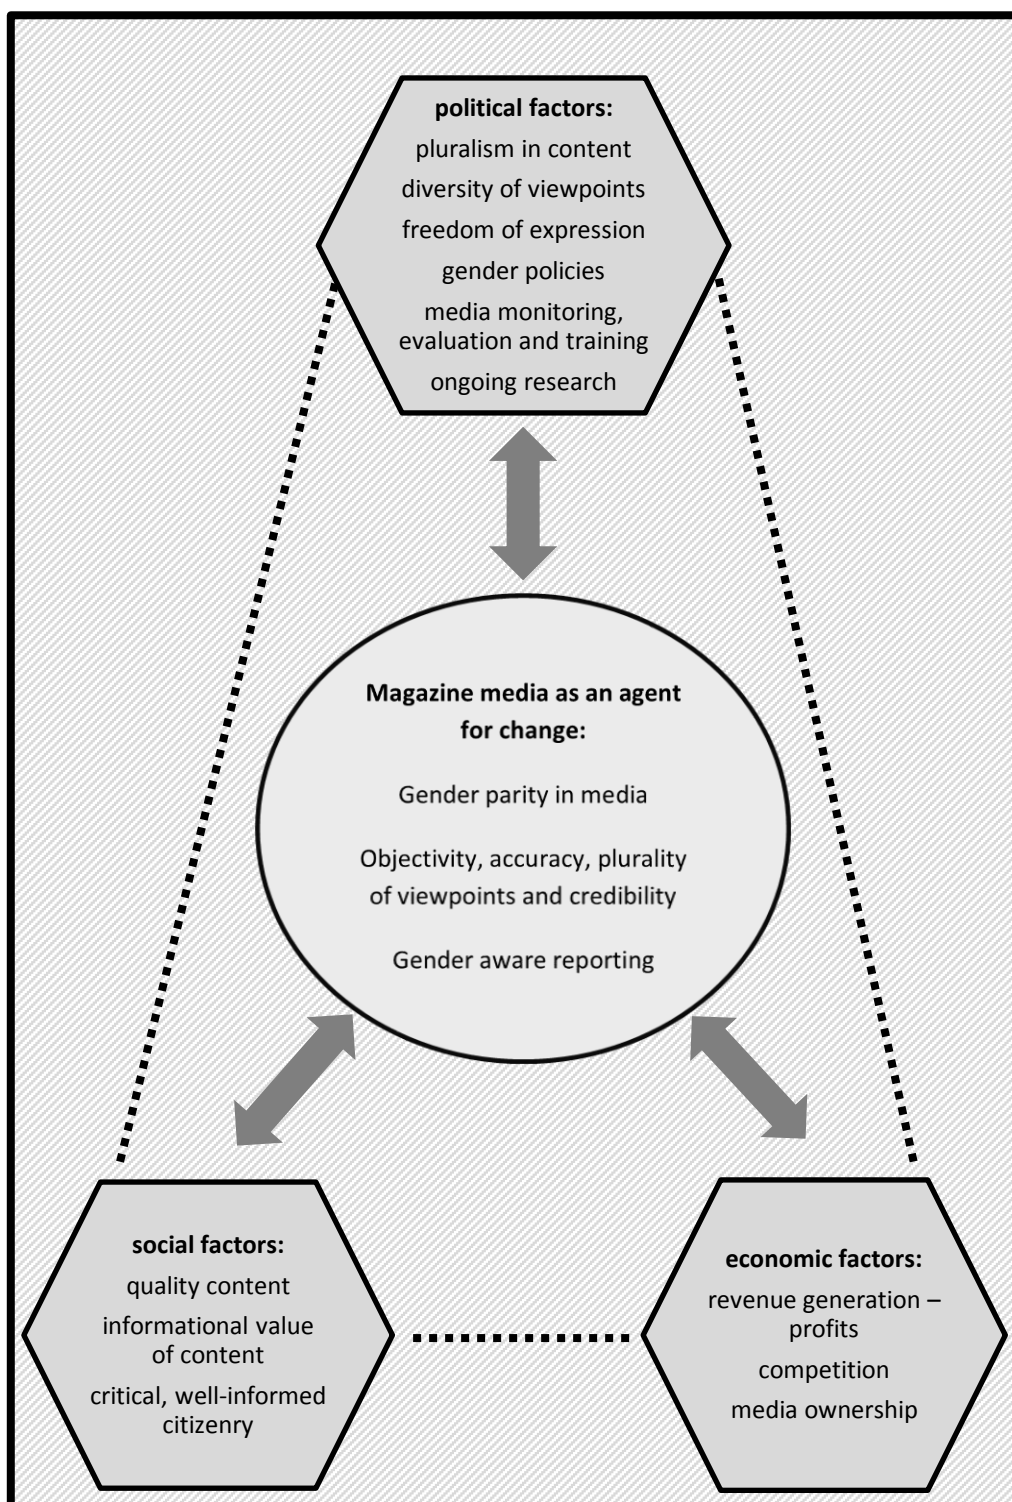 political factors:
pluralism in content
diversity of viewpoints
freedom of expression
gender policies
media monitoring,
evaluation and training
ongoing research
Magazine media as an agent
for change:
Gender parity in media
Objectivity, accuracy, plurality
of viewpoints and credibility
Gender aware reporting
social factors:
quality content
informational value
of content
critical, well-informed
citizenry
economic factors:
revenue generation –
profits
competition
media ownership